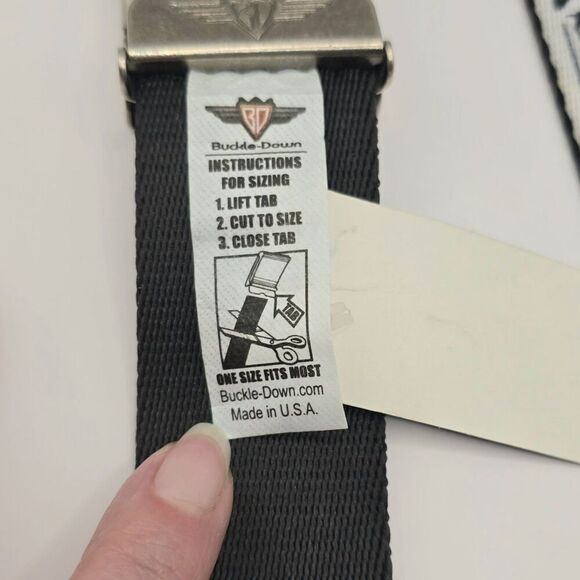 BD
Buckle-Down
INSTRUCTIONS
FOR SIZING
1. LIFT TAB
2. CUT TO SIZE
3. CLOSE TAB
TAB
ONE SIZE FITS MOST
Buckle-Down.com
Made in U.S.A.